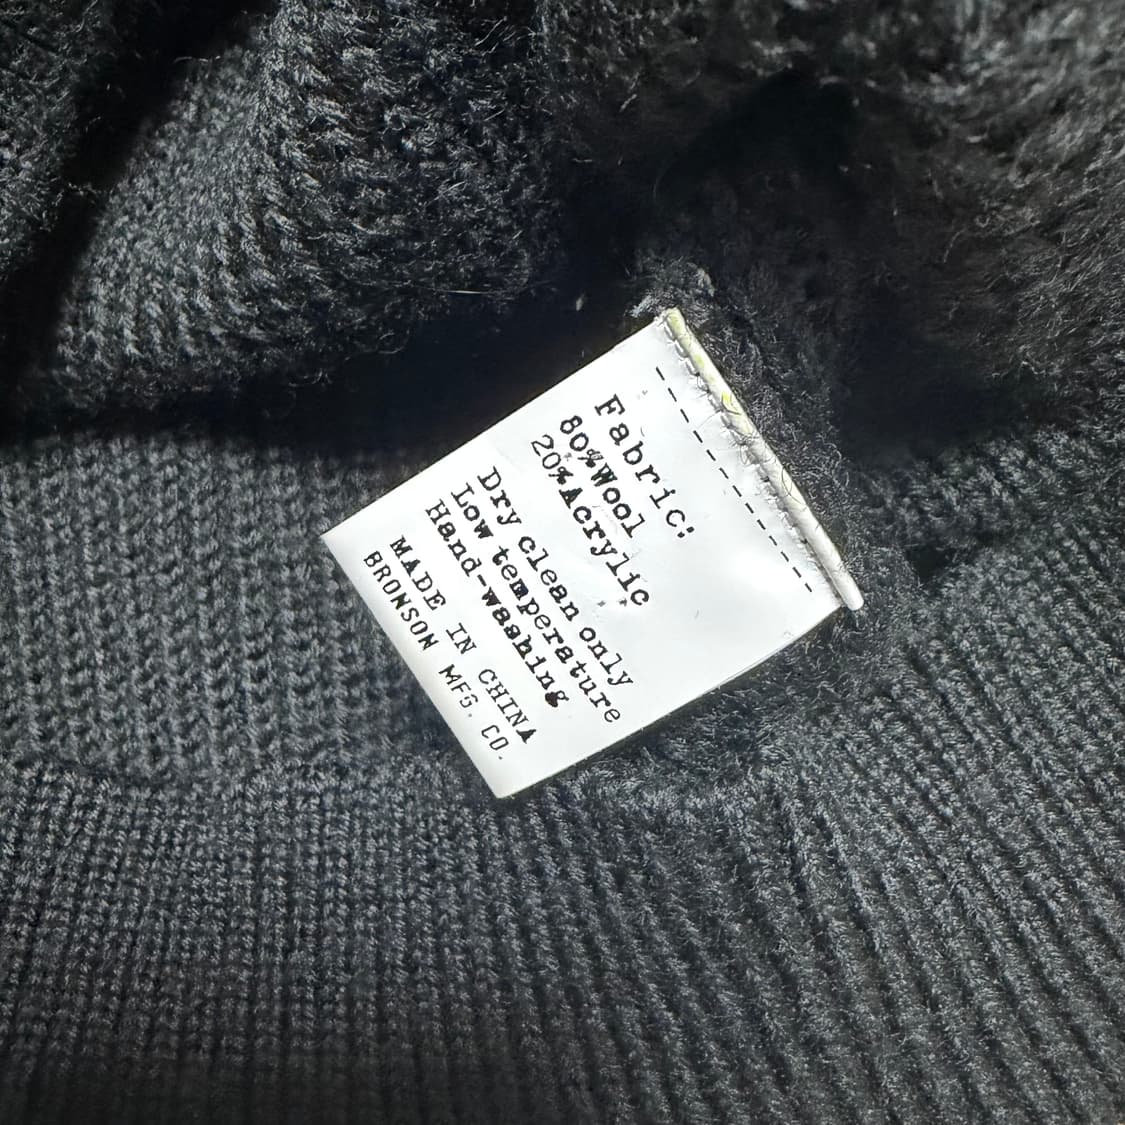 Fabric:
80%Wool
20%Acrylic
Dry clean only
Low temperature
Hand-washing
MADE IN CHINA
BRONSON MFG. CO.